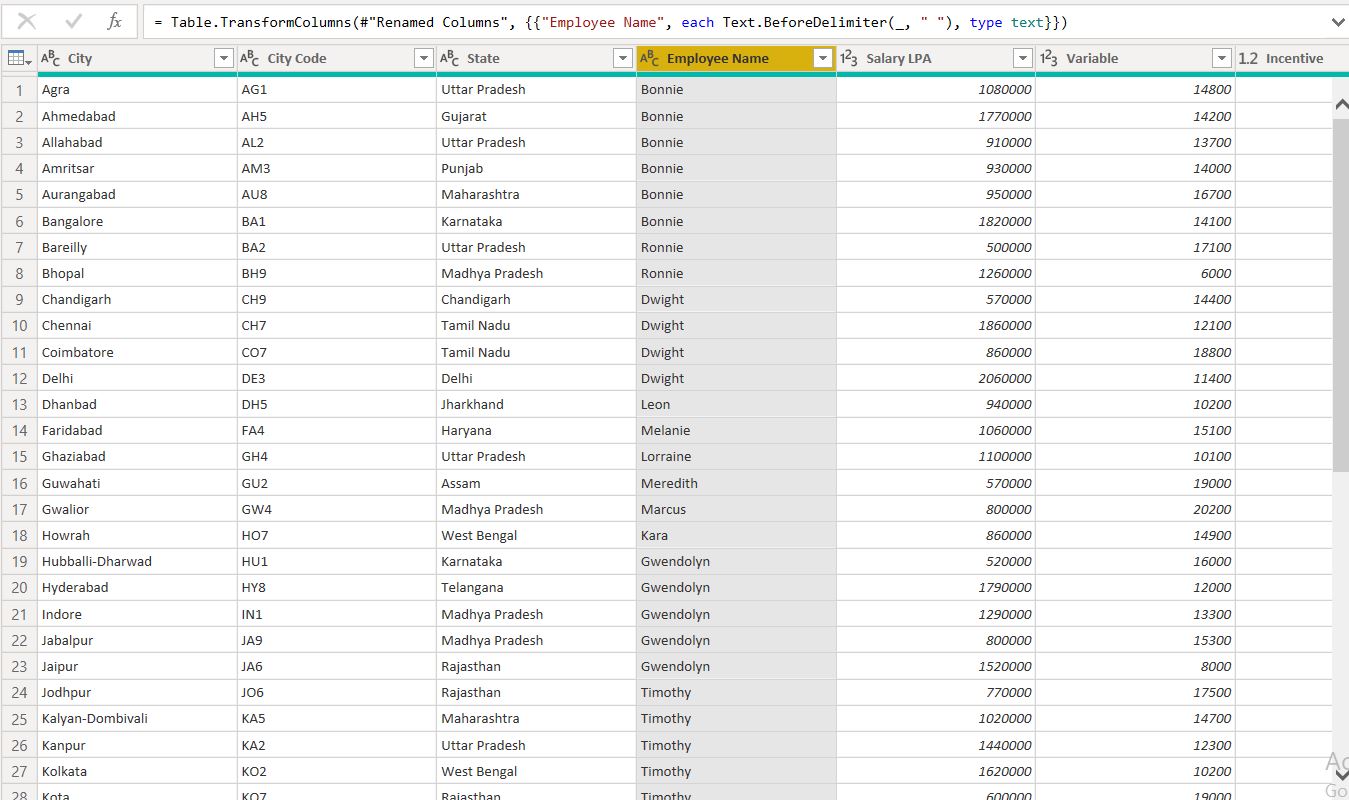 = Table.TransformColumns(#"Renamed Columns", {{"Employee Name", each Text.BeforeDelimiter(_, " "), type text}})
City City Code State Employee Name Salary LPA Variable 1.2 Incentive
1 Agra AG1 Uttar Pradesh Bonnie 1080000 14800
2 Ahmedabad AH5 Gujarat Bonnie 1770000 14200
3 Allahabad AL2 Uttar Pradesh Bonnie 910000 13700
4 Amritsar AM3 Punjab Bonnie 930000 14000
5 Aurangabad AU8 Maharashtra Bonnie 950000 16700
6 Bangalore BA1 Karnataka Bonnie 1820000 14100
7 Bareilly BA2 Uttar Pradesh Ronnie 500000 17100
8 Bhopal BH9 Madhya Pradesh Ronnie 1260000 6000
9 Chandigarh CH9 Chandigarh Dwight 570000 14400
10 Chennai CH7 Tamil Nadu Dwight 1860000 12100
11 Coimbatore CO7 Tamil Nadu Dwight 860000 18800
12 Delhi DE3 Delhi Dwight 2060000 11400
13 Dhanbad DH5 Jharkhand Leon 940000 10200
14 Faridabad FA4 Haryana Melanie 1060000 15100
15 Ghaziabad GH4 Uttar Pradesh Lorraine 1100000 10100
16 Guwahati GU2 Assam Meredith 570000 19000
17 Gwalior GW4 Madhya Pradesh Marcus 800000 20200
18 Howrah HO7 West Bengal Kara 860000 14900
19 Hubballi-Dharwad HU1 Karnataka Gwendolyn 520000 16000
20 Hyderabad HY8 Telangana Gwendolyn 1790000 12000
21 Indore IN1 Madhya Pradesh Gwendolyn 1290000 13300
22 Jabalpur JA9 Madhya Pradesh Gwendolyn 800000 15300
23 Jaipur JA6 Rajasthan Gwendolyn 1520000 8000
24 Jodhpur JO6 Rajasthan Timothy 770000 17500
25 Kalyan-Dombivali KA5 Maharashtra Timothy 1020000 14700
26 Kanpur KA2 Uttar Pradesh Timothy 1440000 12300
27 Kolkata KO2 West Bengal Timothy 1620000 10200
28 Kota KO7 Rajasthan Timothy 600000 19000